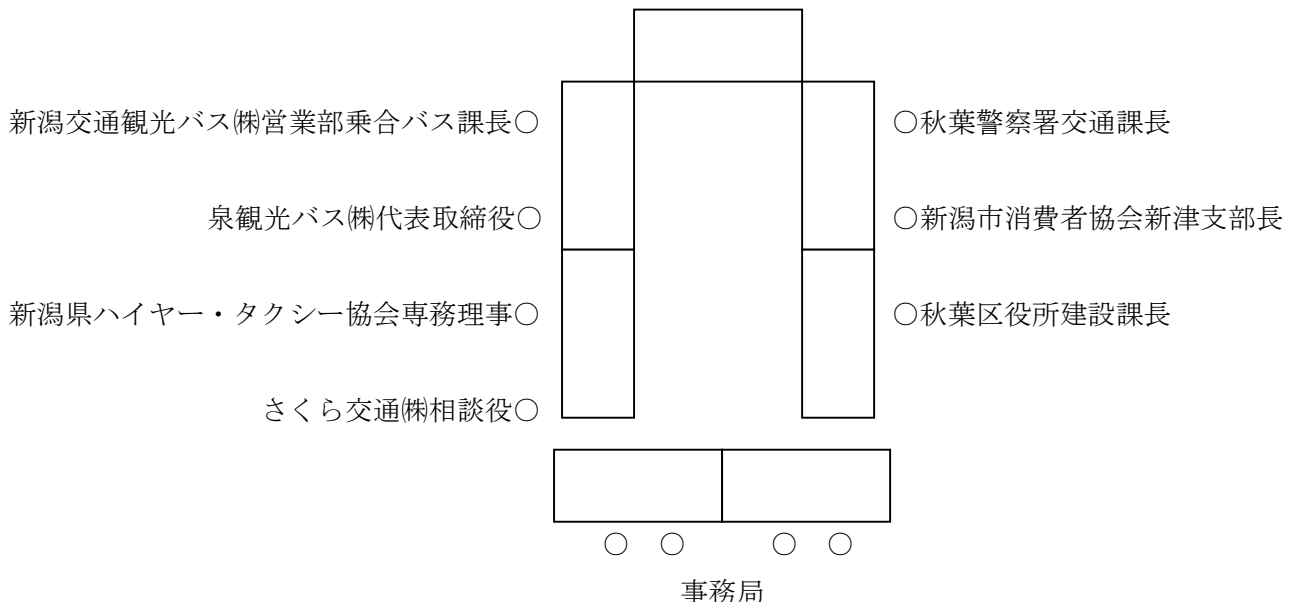 新潟交通観光バス㈱営業部乗合バス課長○
○秋葉警察署交通課長
泉観光バス㈱代表取締役○
○新潟市消費者協会新津支部長
新潟県ハイヤー・タクシー協会専務理事○
○秋葉区役所建設課長
さくら交通㈱相談役○
○ ○ ○ ○
事務局